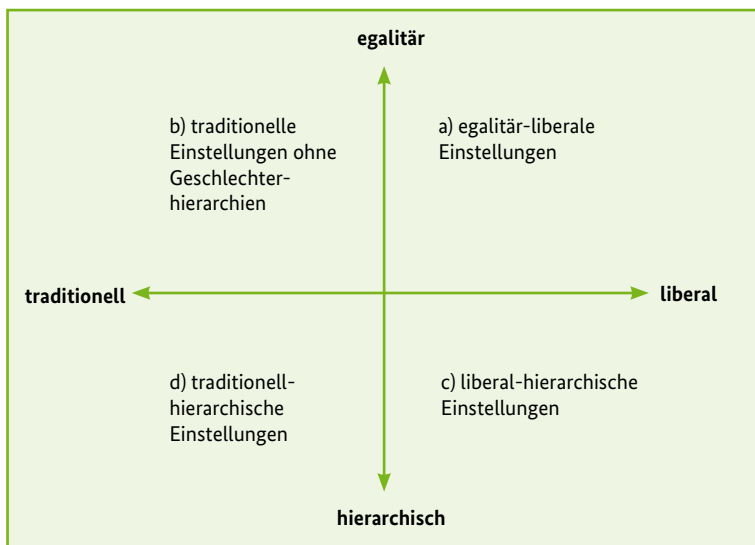 egalitär
b) traditionelle
Einstellungen ohne
Geschlechter-
hierarchien
a) egalitär-liberale
Einstellungen
traditionell
liberal
d) traditionell-
hierarchische
Einstellungen
c) liberal-hierarchische
Einstellungen
hierarchisch